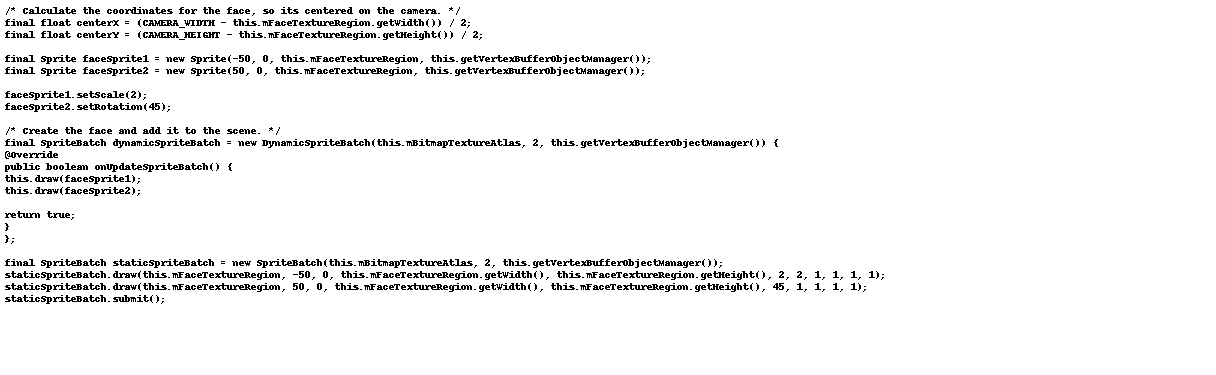 /* Calculate the coordinates for the face, so its centered on the camera. */
final float centerX = (CAMERA_WIDTH - this.mFaceTextureRegion.getWidth()) / 2;
final float centerY = (CAMERA_HEIGHT - this.mFaceTextureRegion.getHeight()) / 2;
final Sprite faceSprite1 = new Sprite(-50, 0, this.mFaceTextureRegion, this.getVertexBufferObjectManager());
final Sprite faceSprite2 = new Sprite(50, 0, this.mFaceTextureRegion, this.getVertexBufferObjectManager());
faceSprite1.setScale(2);
faceSprite2.setRotation(45);
/* Create the face and add it to the scene. */
final SpriteBatch dynamicSpriteBatch = new DynamicSpriteBatch(this.mBitmapTextureAtlas, 2, this.getVertexBufferObjectManager()) {
@Override
public boolean onUpdateSpriteBatch() {
this.draw(faceSprite1);
this.draw(faceSprite2);
return true;
}
};
final SpriteBatch staticSpriteBatch = new SpriteBatch(this.mBitmapTextureAtlas, 2, this.getVertexBufferObjectManager());
staticSpriteBatch.draw(this.mFaceTextureRegion, -50, 0, this.mFaceTextureRegion.getWidth(), this.mFaceTextureRegion.getHeight(), 2, 2, 1, 1, 1, 1);
staticSpriteBatch.draw(this.mFaceTextureRegion, 50, 0, this.mFaceTextureRegion.getWidth(), this.mFaceTextureRegion.getHeight(), 45, 1, 1, 1, 1);
staticSpriteBatch.submit();